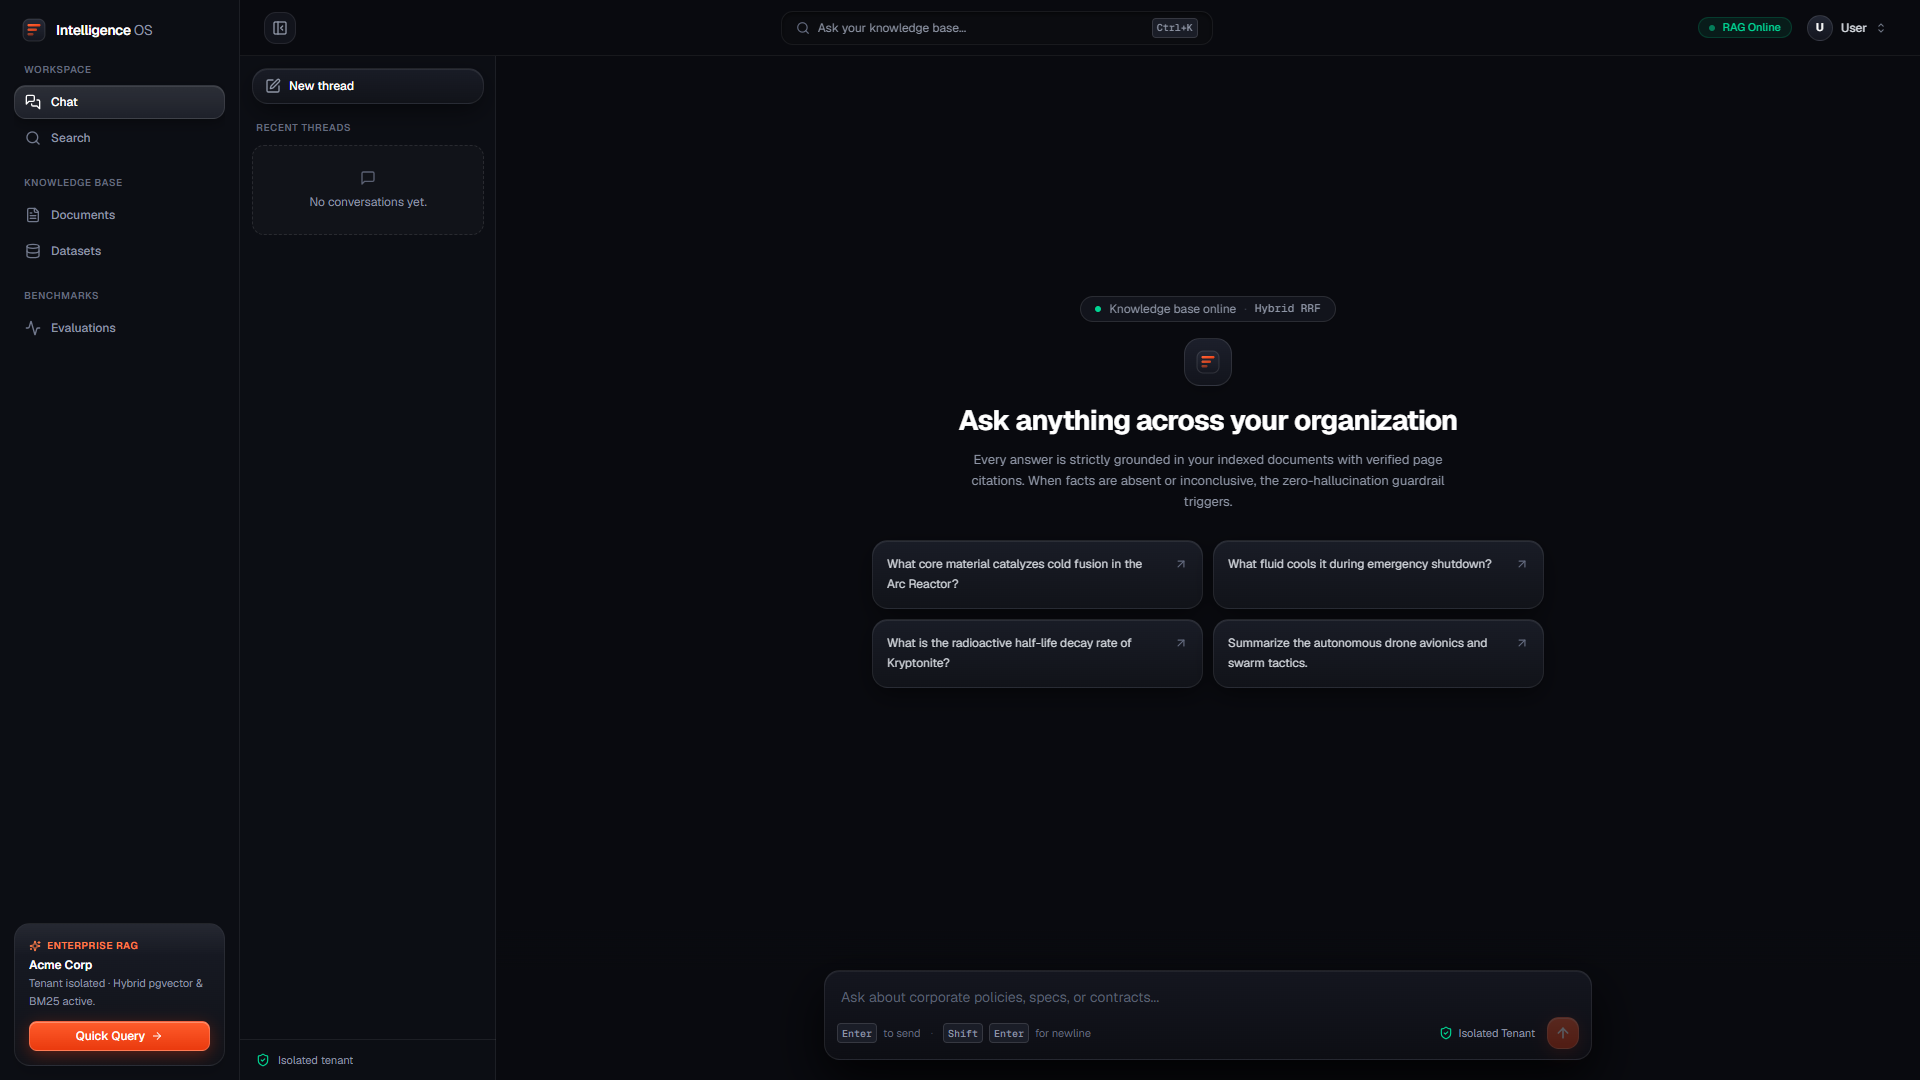 Intelligence OS
WORKSPACE
Chat
Search
KNOWLEDGE BASE
Documents
Datasets
BENCHMARKS
Evaluations
ENTERPRISE RAG
Acme Corp
Tenant isolated · Hybrid pgvector &
BM25 active.
Quick Query →
New thread
RECENT THREADS
No conversations yet.
Isolated tenant
Ask your knowledge base...
Ctrl+K
RAG Online
U
User
Knowledge base online · Hybrid RRF
Ask anything across your organization
Every answer is strictly grounded in your indexed documents with verified page
citations. When facts are absent or inconclusive, the zero-hallucination guardrail
triggers.
What core material catalyzes cold fusion in the
Arc Reactor?
What fluid cools it during emergency shutdown?
What is the radioactive half-life decay rate of
Kryptonite?
Summarize the autonomous drone avionics and
swarm tactics.
Ask about corporate policies, specs, or contracts...
Enter to send · Shift Enter for newline
Isolated Tenant